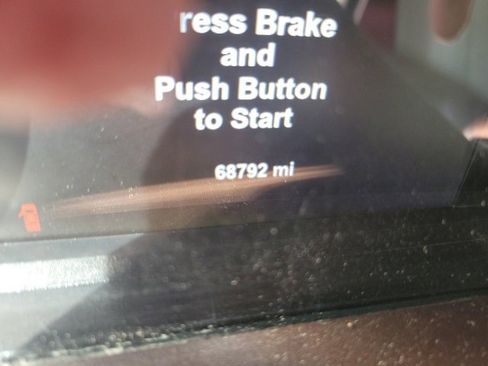 ress Brake
and
Push Button
to Start
68792 mi